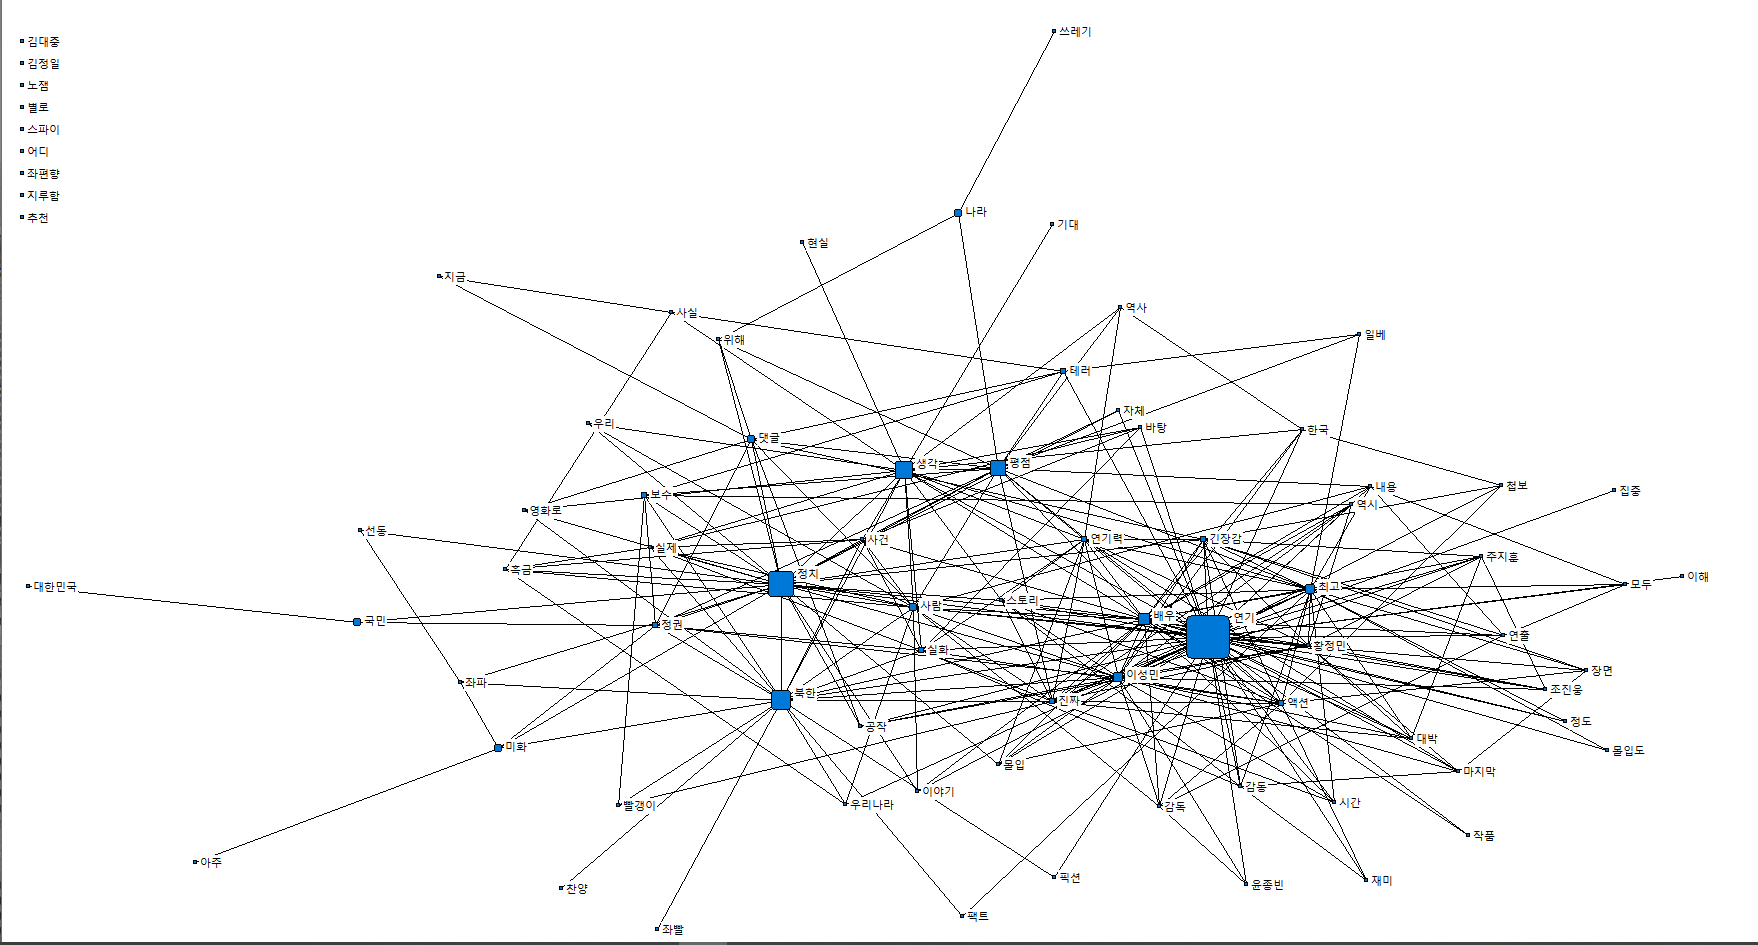 쓰레기
김대중
김정일
노잼
별로
스파이
어디
좌편향
지루함
추천
나라
기대
현실
지금
사실
위해
역사
일베
테러
자체
바탕
우리
댓글
한국
생각
평점
보수
영화로
내용
첩보
집중
역시
선동
실제
사건
연기력
긴장감
흑금
정치
주지훈
대한민국
국민
정권
사람
스토리
배우
연기
최고
모두
이해
실화
황정민
연출
좌파
북한
이성민
진짜
액션
장면
조진웅
공작
정도
미화
대박
몰입도
몰입
마지막
빨갱이
우리나라
이야기
감독
감동
시간
작품
아주
찬양
픽션
윤종빈
재미
팩트
좌빨